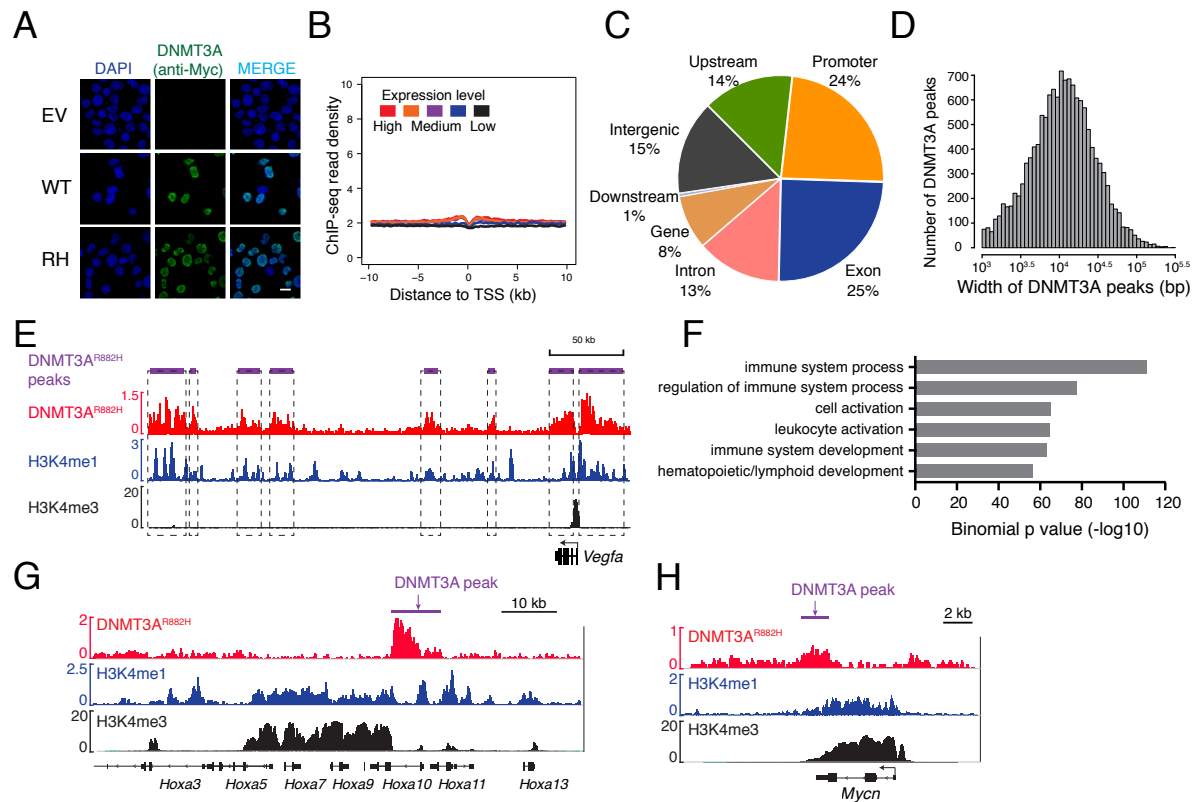 A
DAPI
DNMT3A
(anti-Myc)
MERGE
EV
WT
RH
B
ChIP-seq read density
10
8
6
4
2
0
Expression level
High Medium Low
−10 −5 0 5 10
Distance to TSS (kb)
C
Upstream
14%
Promoter
24%
Intergenic
15%
Downstream
1%
Gene
8%
Intron
13%
Exon
25%
D
Number of DNMT3A peaks
700
600
500
400
300
200
100
0
10^3 10^3.5 10^4 10^4.5 10^5 10^5.5
Width of DNMT3A peaks (bp)
E
50 kb
DNMT3A^R882H
peaks
1.5
DNMT3A^R882H
0
3
H3K4me1
0
20
H3K4me3
0
Vegfa
F
immune system process
regulation of immune system process
cell activation
leukocyte activation
immune system development
hematopoietic/lymphoid development
0 20 40 60 80 100 120
Binomial p value (-log10)
G
DNMT3A peak
10 kb
2
DNMT3A^R882H
0
2.5
H3K4me1
0
20
H3K4me3
0
Hoxa3 Hoxa5 Hoxa7 Hoxa9 Hoxa10 Hoxa11 Hoxa13
H
DNMT3A peak
2 kb
1
DNMT3A^R882H
0
2
H3K4me1
0
20
H3K4me3
0
Mycn